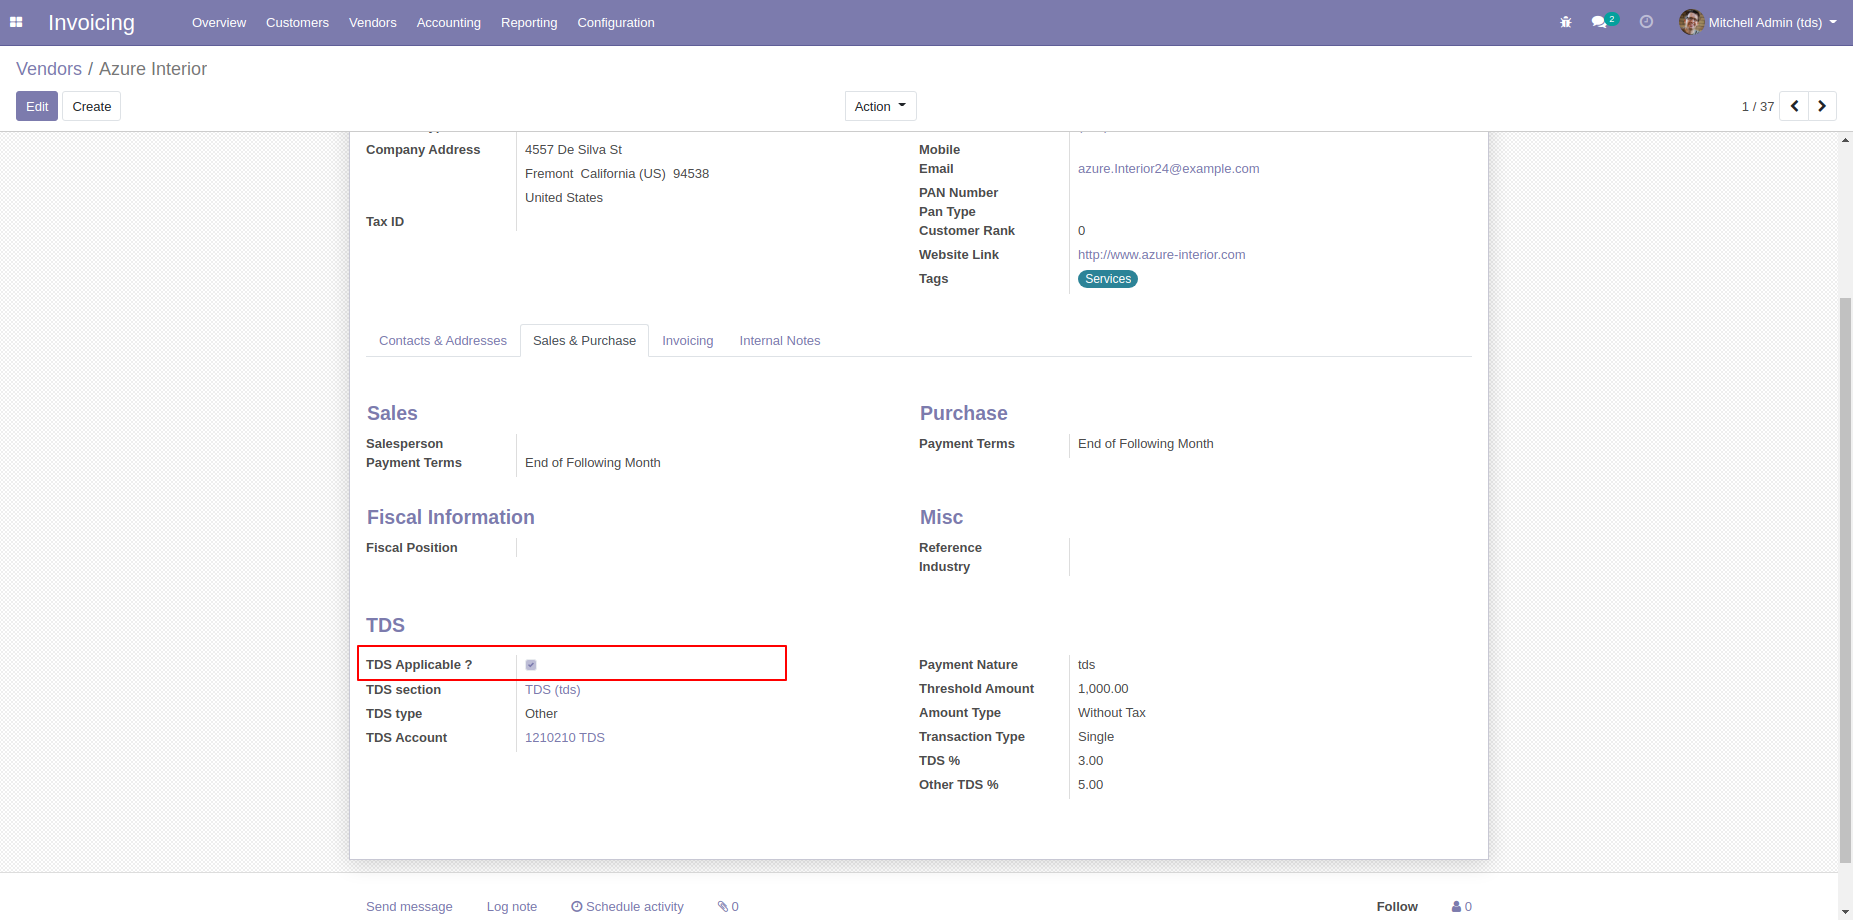 Invoicing Overview Customers Vendors Accounting Reporting Configuration 2 Mitchell Admin (tds)
Vendors / Azure Interior
Edit Create Action 1 / 37
Company Address 4557 De Silva St
Fremont California (US) 94538
United States
Tax ID
Mobile
Email azure.Interior24@example.com
PAN Number
Pan Type
Customer Rank 0
Website Link http://www.azure-interior.com
Tags Services
Contacts & Addresses Sales & Purchase Invoicing Internal Notes
Sales
Salesperson
Payment Terms End of Following Month
Purchase
Payment Terms End of Following Month
Fiscal Information
Fiscal Position
Misc
Reference
Industry
TDS
TDS Applicable ?
TDS section TDS (tds)
TDS type Other
TDS Account 1210210 TDS
Payment Nature tds
Threshold Amount 1,000.00
Amount Type Without Tax
Transaction Type Single
TDS % 3.00
Other TDS % 5.00
Send message Log note Schedule activity 0 Follow 0